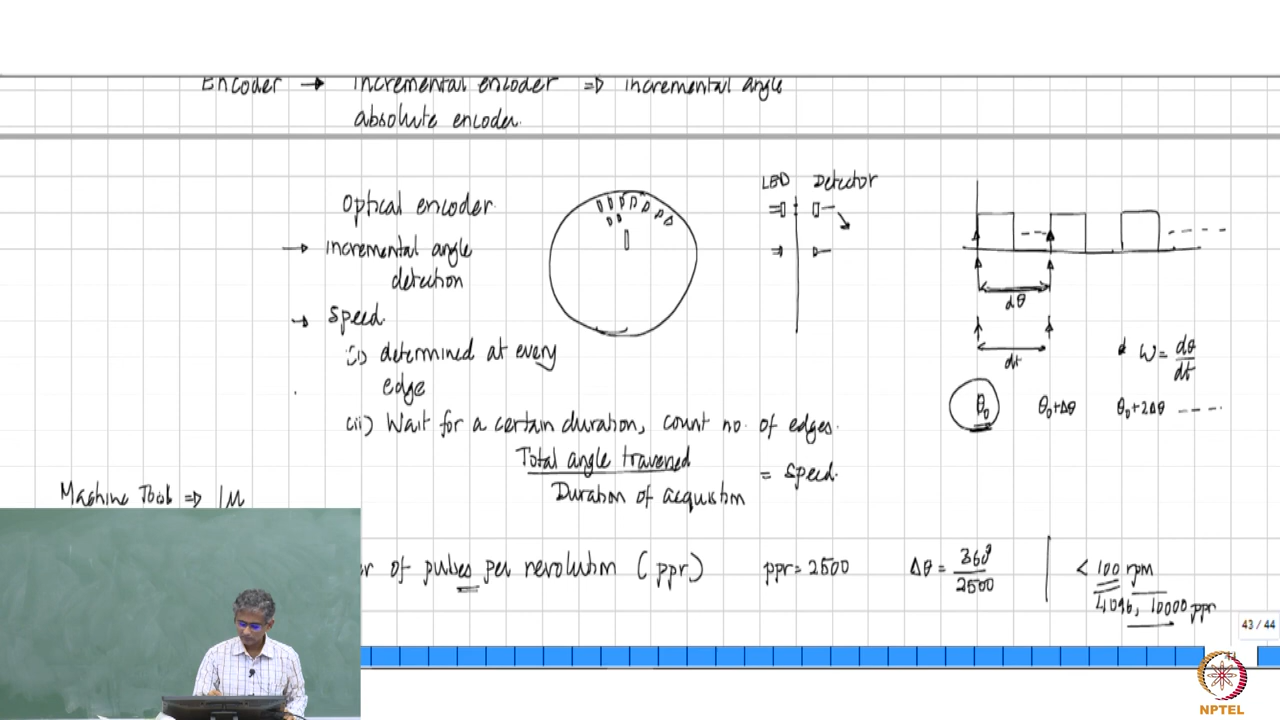 Encoder → Incremental encoder ⇒ incremental angle
absolute encoder.
Optical encoder
→ incremental angle
detection
→ Speed
(i) determined at every
edge
(ii) Wait for a certain duration, count no. of edges.
Total angle traversed
Duration of acquisition
= speed.
LED Detector
dθ
dt
ω = dθ/dt
θ₀ θ₀+Δθ θ₀+2Δθ ----
Machine Tools ⇒ 1μ
of pulses per revolution (ppr) ppr = 2500 Δθ = 360°/2500
< 100 rpm
4096, 10000 ppr
43 / 44
NPTEL